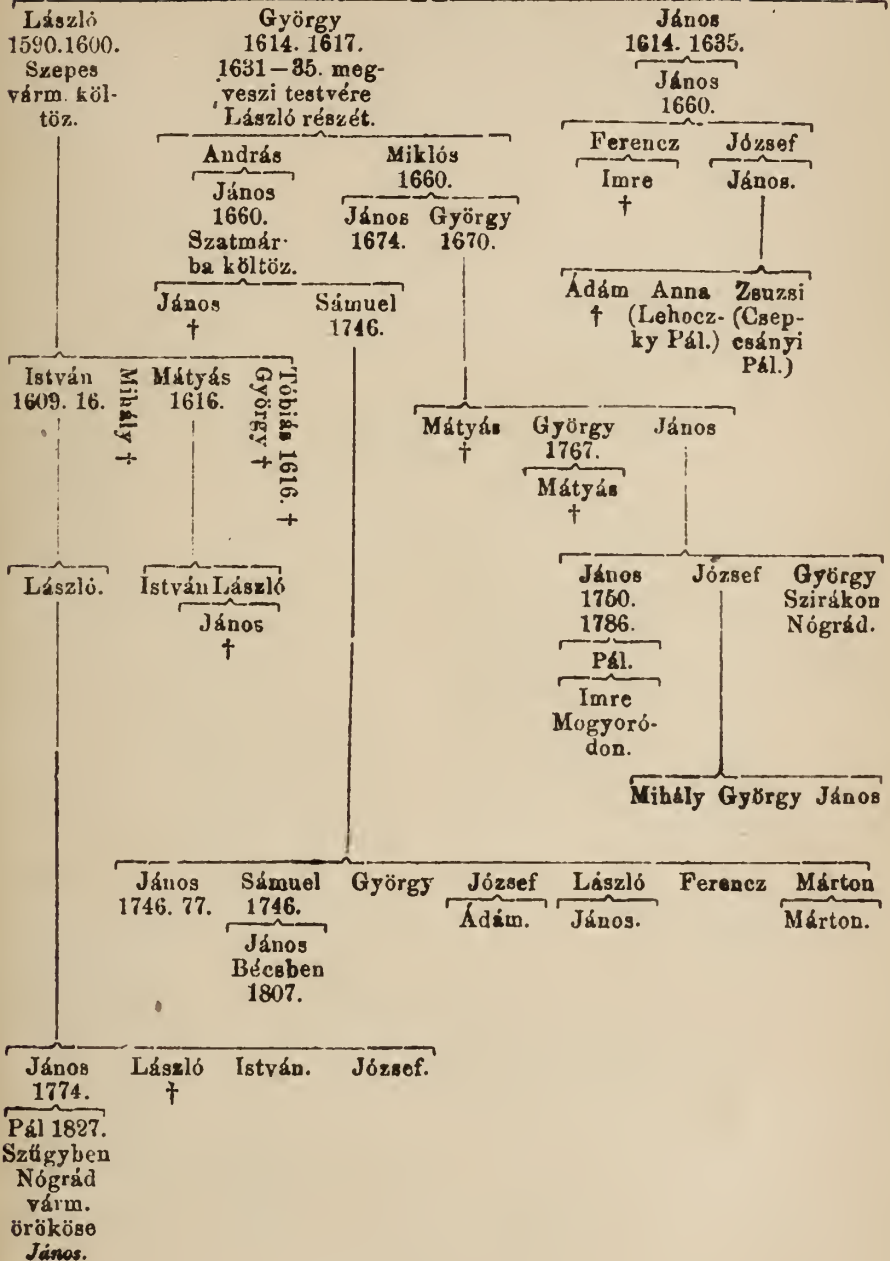 László György János
1590.1600. 1614. 1617. 1614. 1635.
Szepes 1631—35. meg- János
várm. köl- veszi testvére 1660.
töz. László részét.
Ferencz József
András Miklós Imre János.
János 1660. †
1660. János György
Szatmár- 1674. 1670.
ba költöz.
Ádám Anna Zsuzsi
János Sámuel † (Lehocz- (Csep-
† 1746. ky Pál.) csányi
Pál.)
István Mihály † Mátyás György † Tóbiás 1616. †
1609. 16. 1616.
Mátyás György János
† 1767.
Mátyás
†
László. István László János József György
János 1750. Szirákon
† 1786. Nógrád.
Pál.
Imre
Mogyoró-
don.
Mihály György János
János Sámuel György József László Ferencz Márton
1746. 77. 1746. Ádám. János. Márton.
János
Bécsben
1807.
János László István. József.
1774. †
Pál 1827.
Szügyben
Nógrád
várm.
örököse
János.